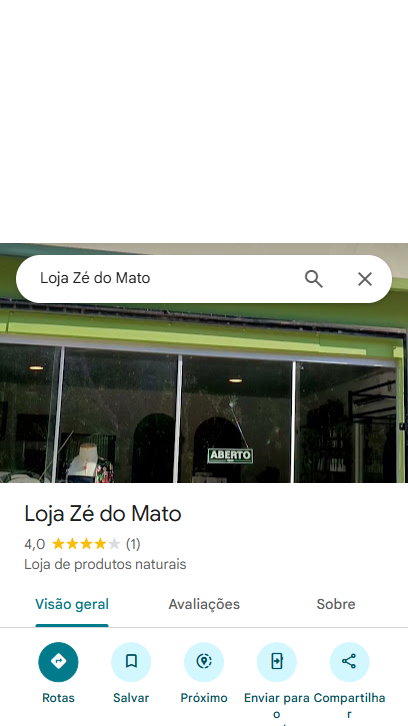 Loja Zé do Mato
ABERTO
Loja Zé do Mato
4,0 (1)
Loja de produtos naturais
Visão geral Avaliações Sobre
Rotas Salvar Próximo Enviar para o Compartilhar